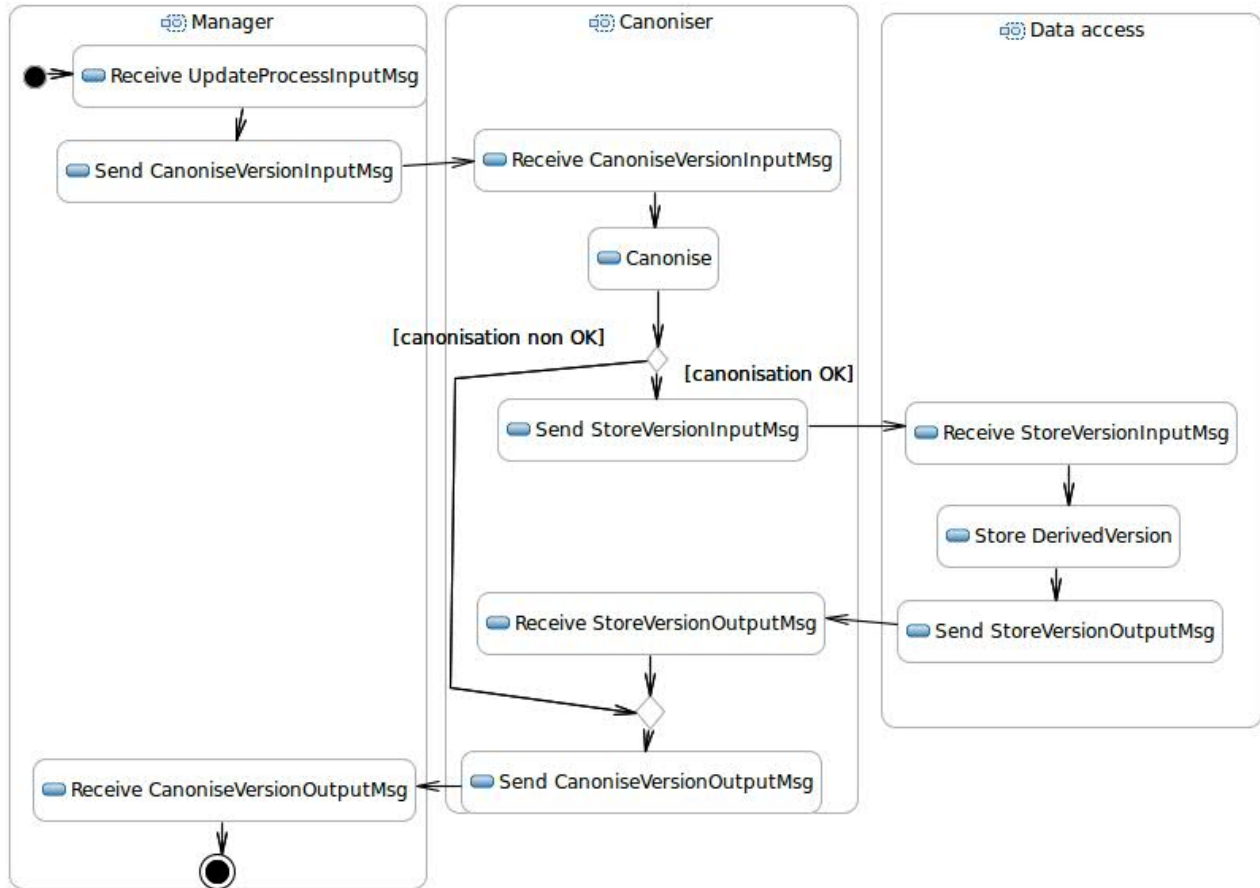 Manager
Canoniser
Data access
Receive UpdateProcessInputMsg
Send CanoniseVersionInputMsg
Receive CanoniseVersionInputMsg
Canonise
[canonisation non OK]
[canonisation OK]
Send StoreVersionInputMsg
Receive StoreVersionInputMsg
Store DerivedVersion
Receive StoreVersionOutputMsg
Send StoreVersionOutputMsg
Send CanoniseVersionOutputMsg
Receive CanoniseVersionOutputMsg